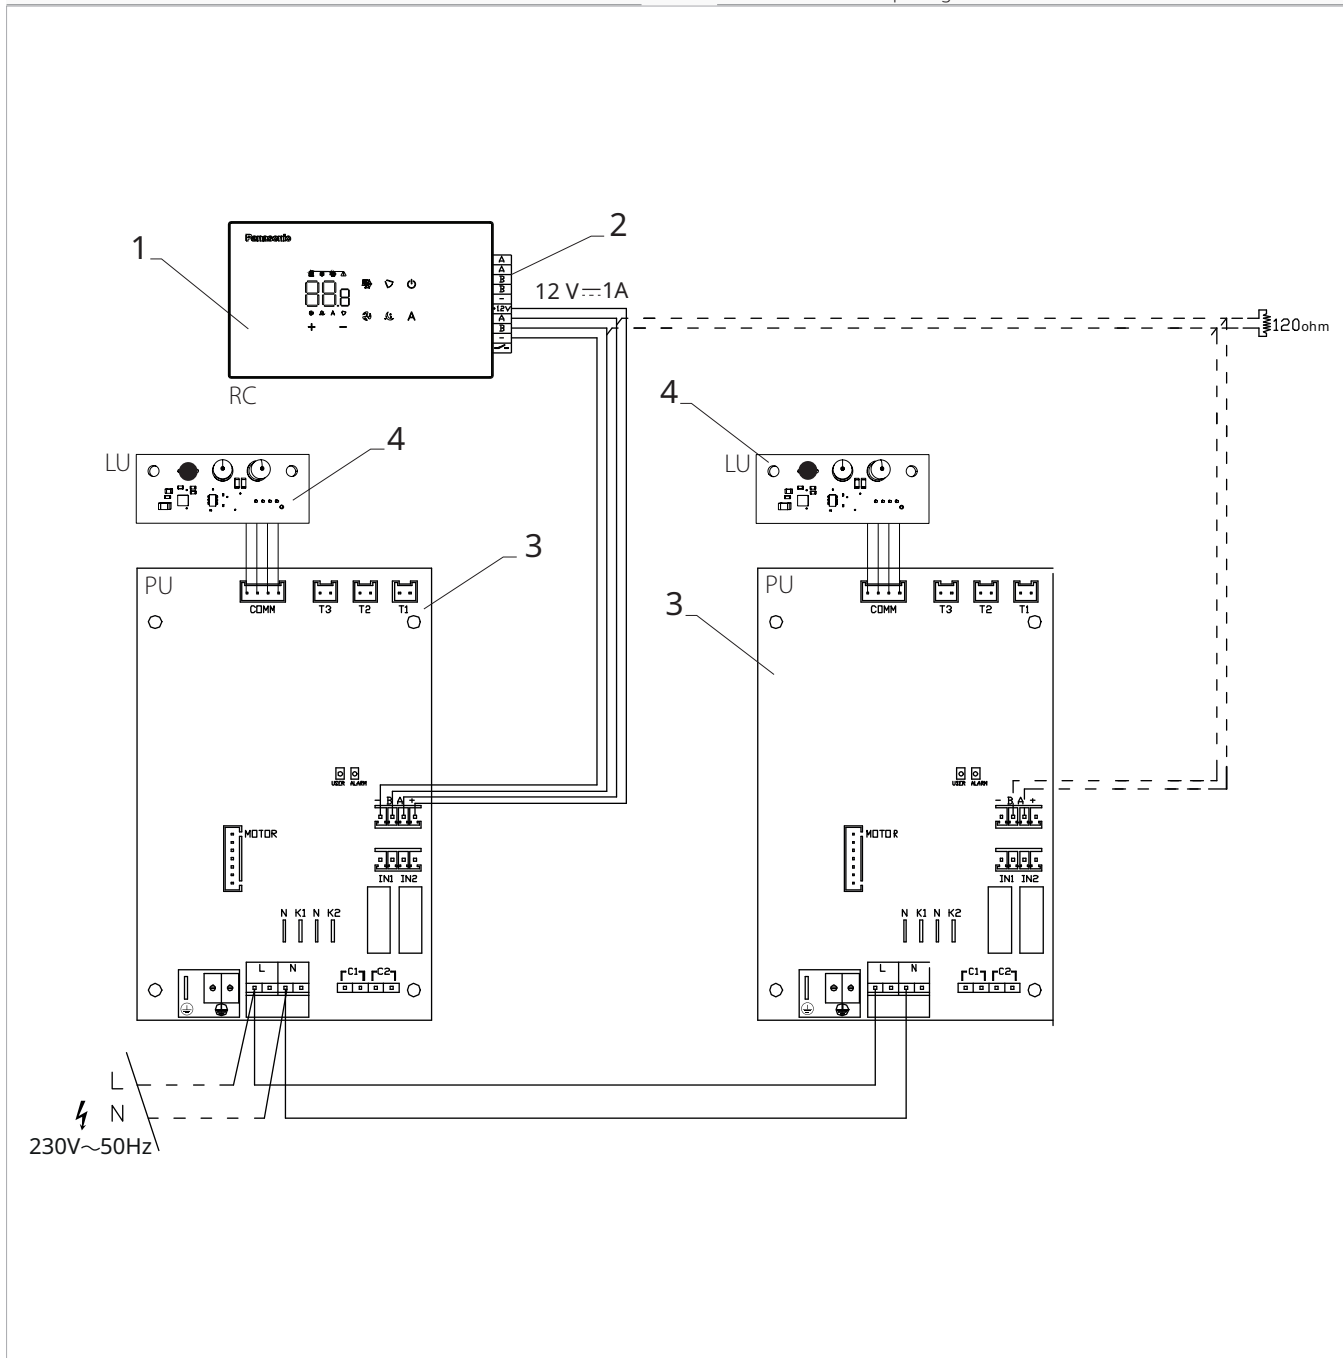 1
Panasonic
88.8
+ -
A
RC
2
A
A
B
B
-
+12V
A
B
-
12 V⎓1A
120ohm
LU
4
PU
3
COMM
T3
T2
T1
USER ALARM
- B A +
MOTOR
IN1 IN2
N K1 N K2
L N
C1 C2
LU
4
PU
3
COMM
T3
T2
T1
USER ALARM
- B A +
MOTOR
IN1 IN2
N K1 N K2
L N
C1 C2
L
N
230V~50Hz